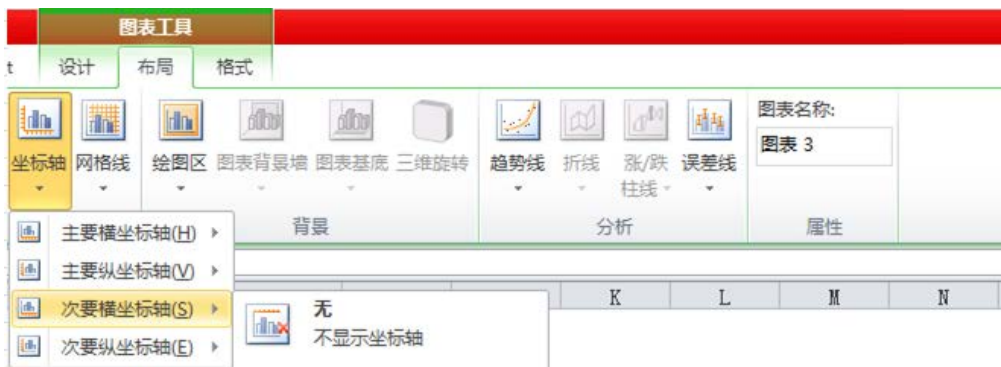 图表工具
t 设计 布局 格式
坐标轴 网格线 绘图区 图表背景墙 图表基底 三维旋转 趋势线 折线 涨/跌 柱线 误差线
图表名称:
图表 3
背景 分析 属性
主要横坐标轴(H)
主要纵坐标轴(V)
次要横坐标轴(S)
次要纵坐标轴(E)
无
不显示坐标轴
K L M N